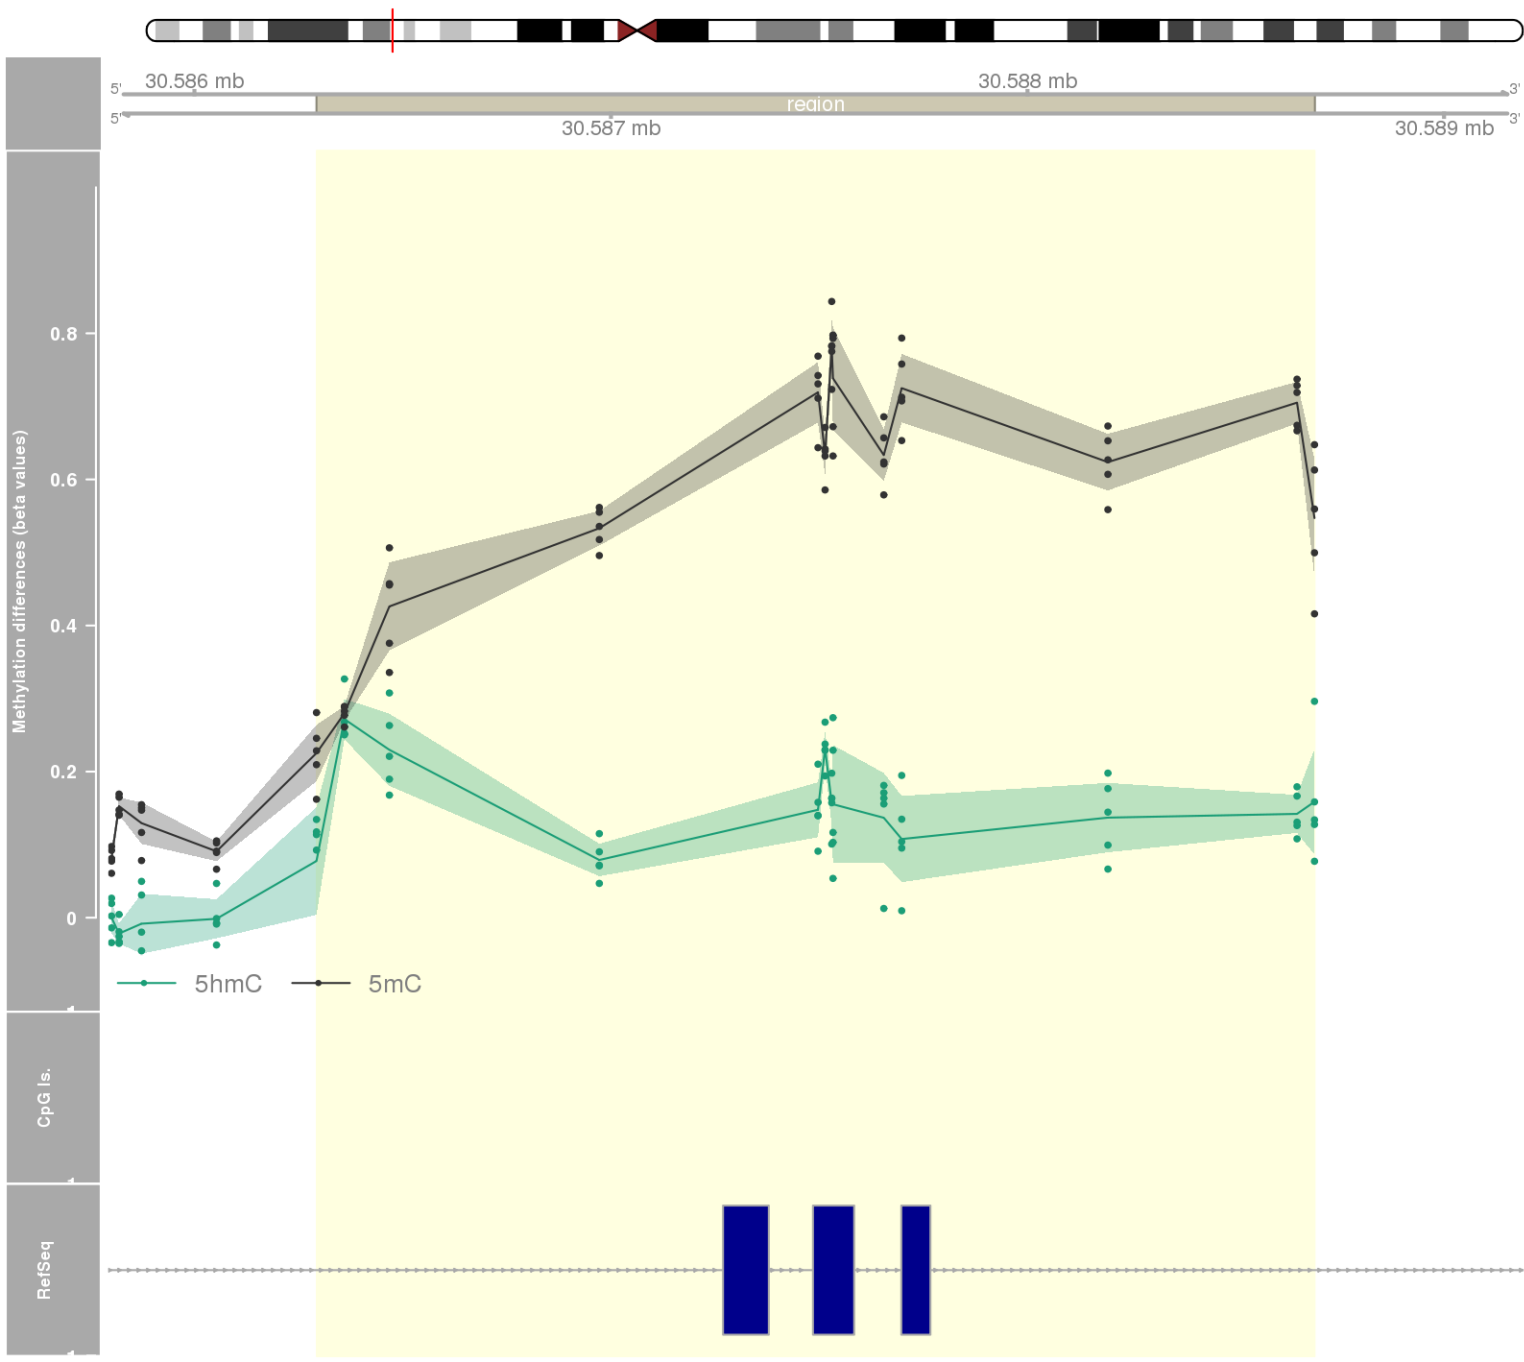 30.586 mb
30.588 mb
5'
3'
region
5'
3'
30.587 mb
30.589 mb
Methylation differences (beta values)
0.8
0.6
0.4
0.2
0
5hmC
5mC
CpG Is.
RefSeq